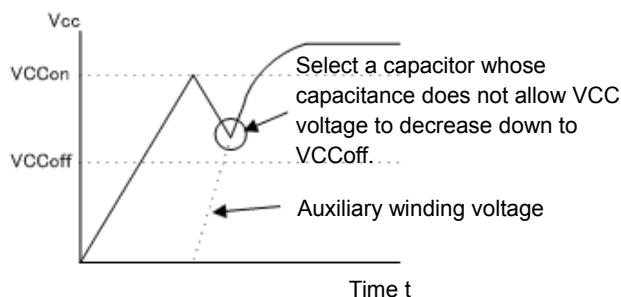 Vcc
VCCon
Select a capacitor whose
capacitance does not allow VCC
voltage to decrease down to
VCCoff.
VCCoff
Auxiliary winding voltage
Time t